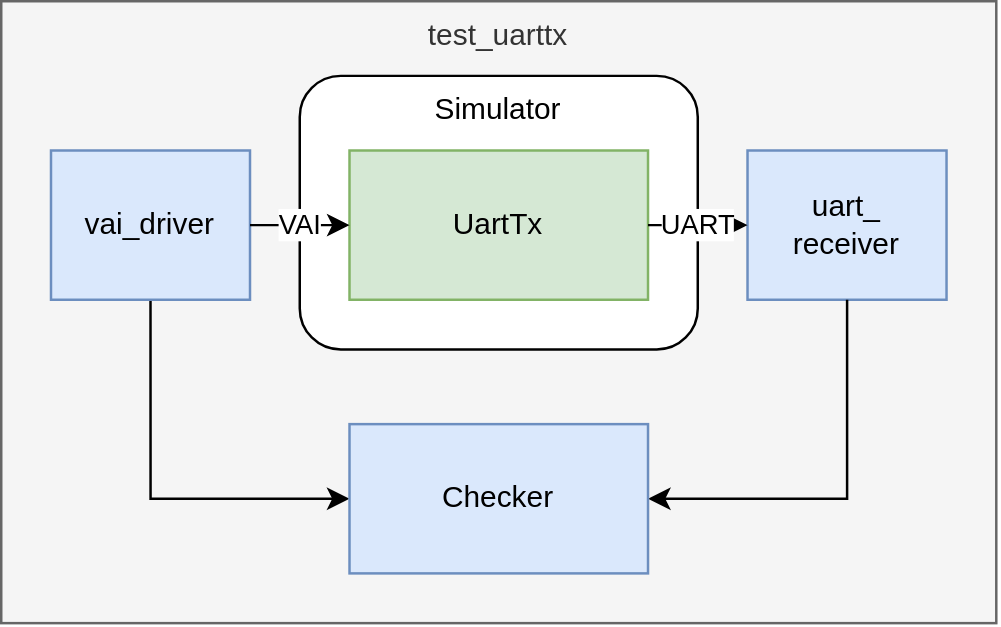 test_uarttx
Simulator
vai_driver
VAI
UartTx
UART
uart_
receiver
Checker